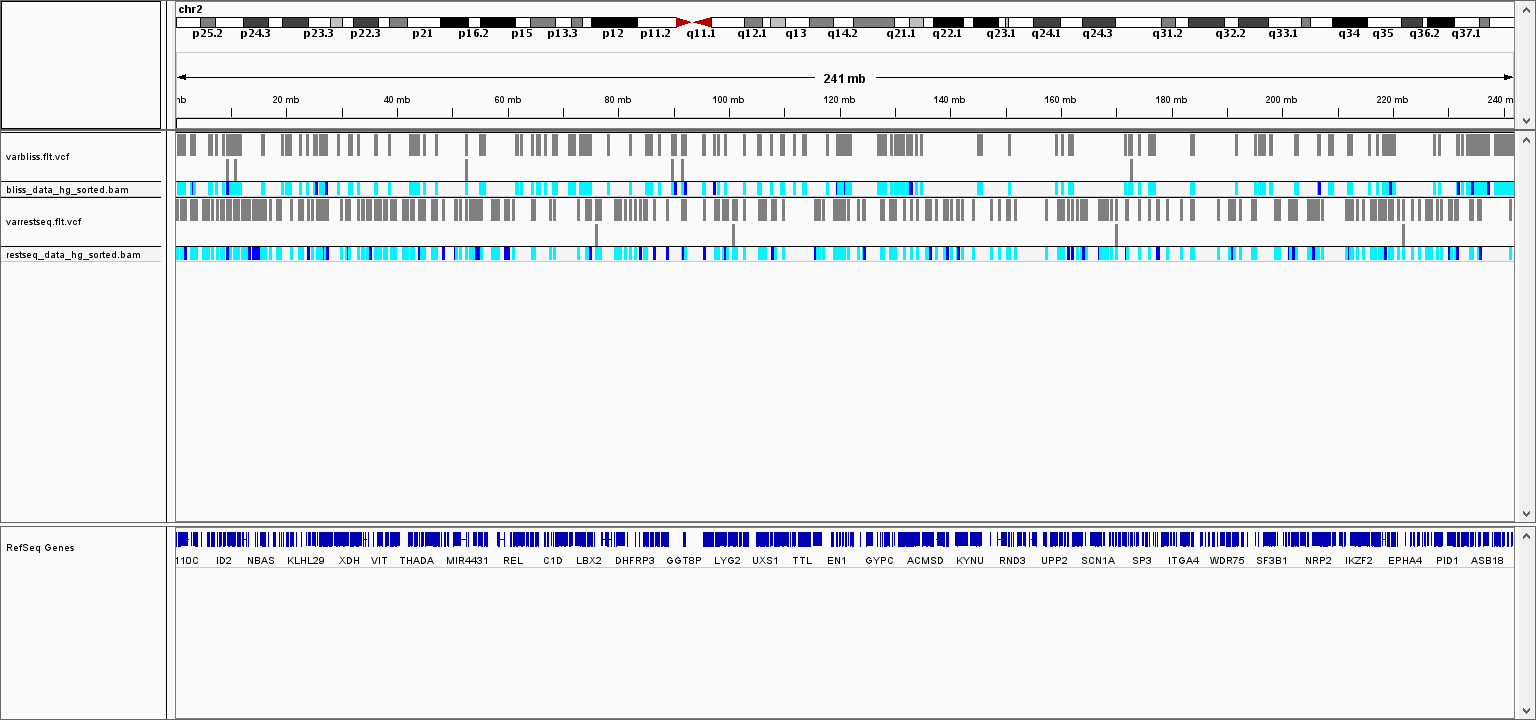 chr2
p25.2 p24.3 p23.3 p22.3 p21 p16.2 p15 p13.3 p12 p11.2 q11.1 q12.1 q13 q14.2 q21.1 q22.1 q23.1 q24.1 q24.3 q31.2 q32.2 q33.1 q34 q35 q36.2 q37.1
241 mb
mb 20 mb 40 mb 60 mb 80 mb 100 mb 120 mb 140 mb 160 mb 180 mb 200 mb 220 mb 240 m
varbliss.flt.vcf
bliss_data_hg_sorted.bam
varrestseq.flt.vcf
restseq_data_hg_sorted.bam
RefSeq Genes
110C ID2 NBAS KLHL29 XDH VIT THADA MIR4431 REL C1D LBX2 DHFRP3 GGT8P LYG2 UXS1 TTL EN1 GYPC ACMSD KYNU RND3 UPP2 SCN1A SP3 ITGA4 WDR75 SF3B1 NRP2 IKZF2 EPHA4 PID1 ASB18